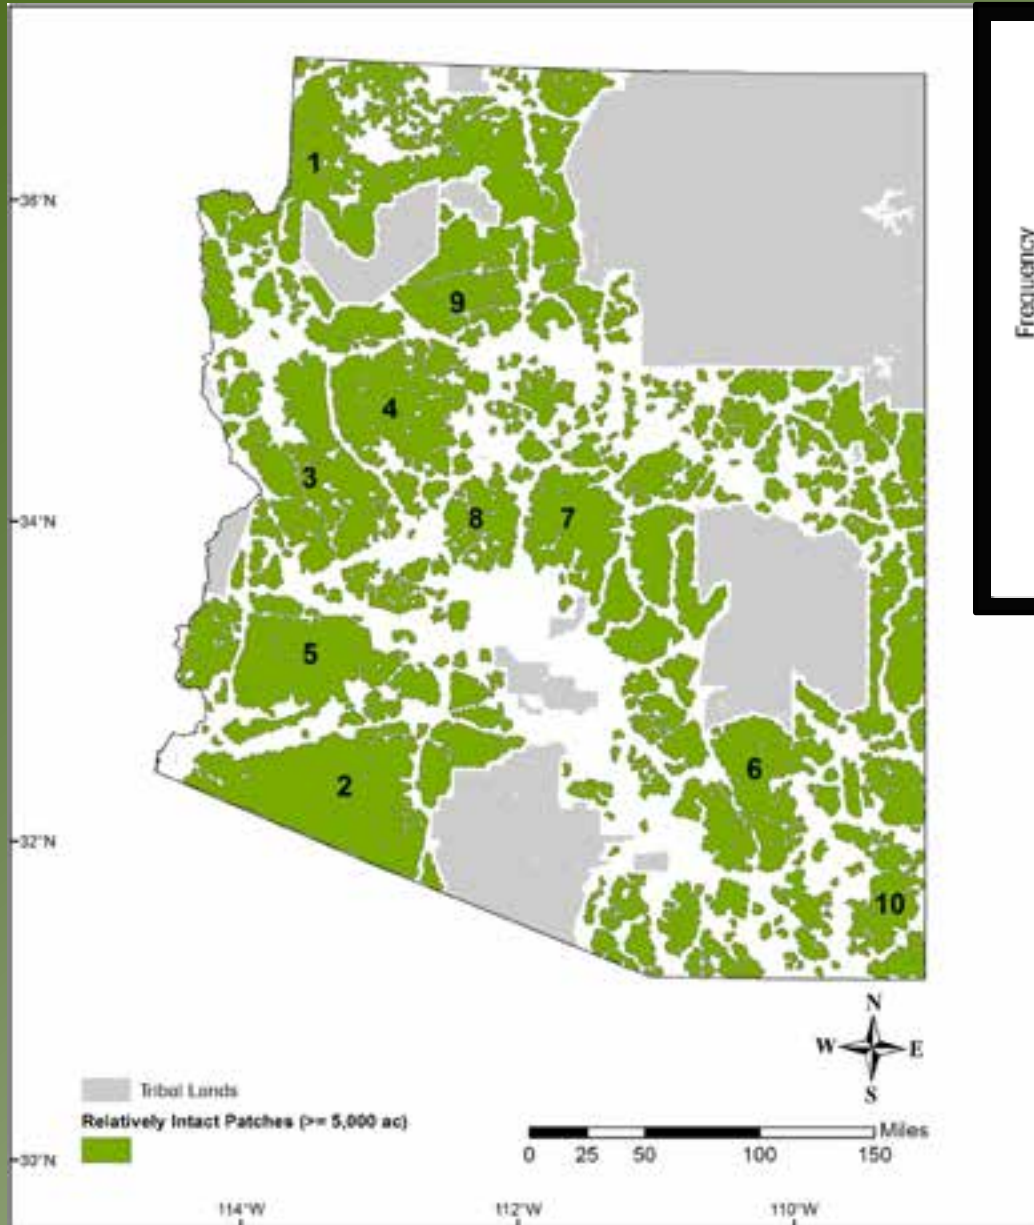 1
36°N
9
4
3
34°N
8
7
5
6
2
32°N
10
N
W E
S
Tribal Lands
Relatively Intact Patches (>= 5,000 ac)
Miles
0 25 50 100 150
30°N
114°W 112°W 110°W
Frequency